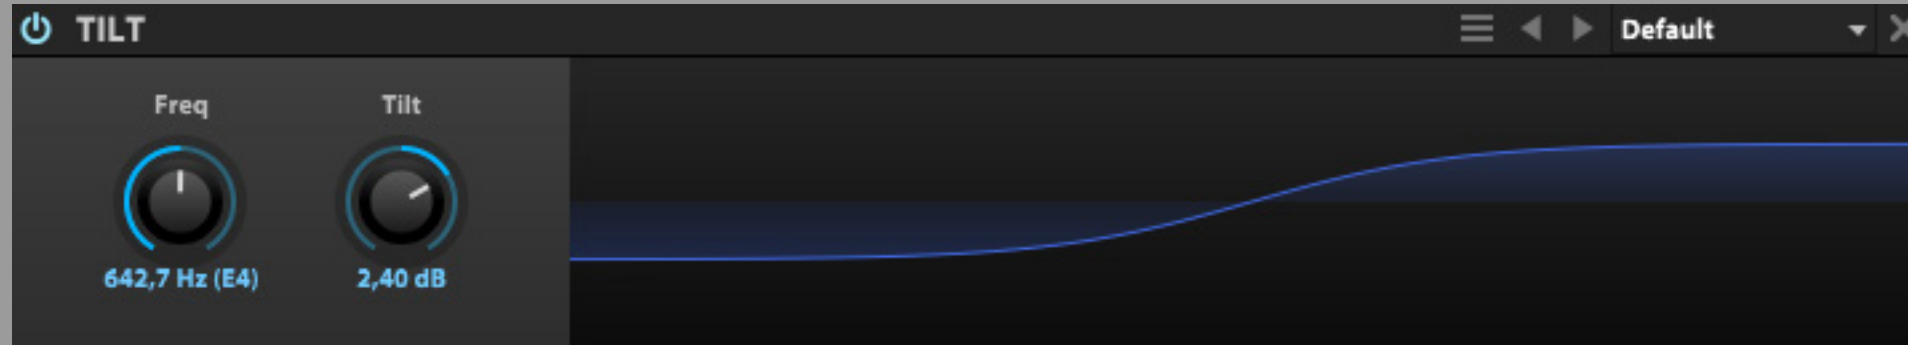 TILT Default
Freq Tilt
642,7 Hz (E4) 2,40 dB